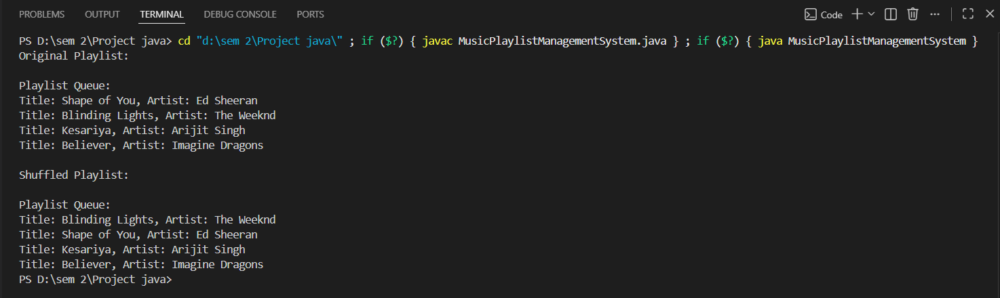 PROBLEMS OUTPUT TERMINAL DEBUG CONSOLE PORTS Code ...
PS D:\sem 2\Project java> cd "d:\sem 2\Project java\" ; if ($?) { javac MusicPlaylistManagementSystem.java } ; if ($?) { java MusicPlaylistManagementSystem }
Original Playlist:

Playlist Queue:
Title: Shape of You, Artist: Ed Sheeran
Title: Blinding Lights, Artist: The Weeknd
Title: Kesariya, Artist: Arijit Singh
Title: Believer, Artist: Imagine Dragons

Shuffled Playlist:

Playlist Queue:
Title: Blinding Lights, Artist: The Weeknd
Title: Shape of You, Artist: Ed Sheeran
Title: Kesariya, Artist: Arijit Singh
Title: Believer, Artist: Imagine Dragons
PS D:\sem 2\Project java>